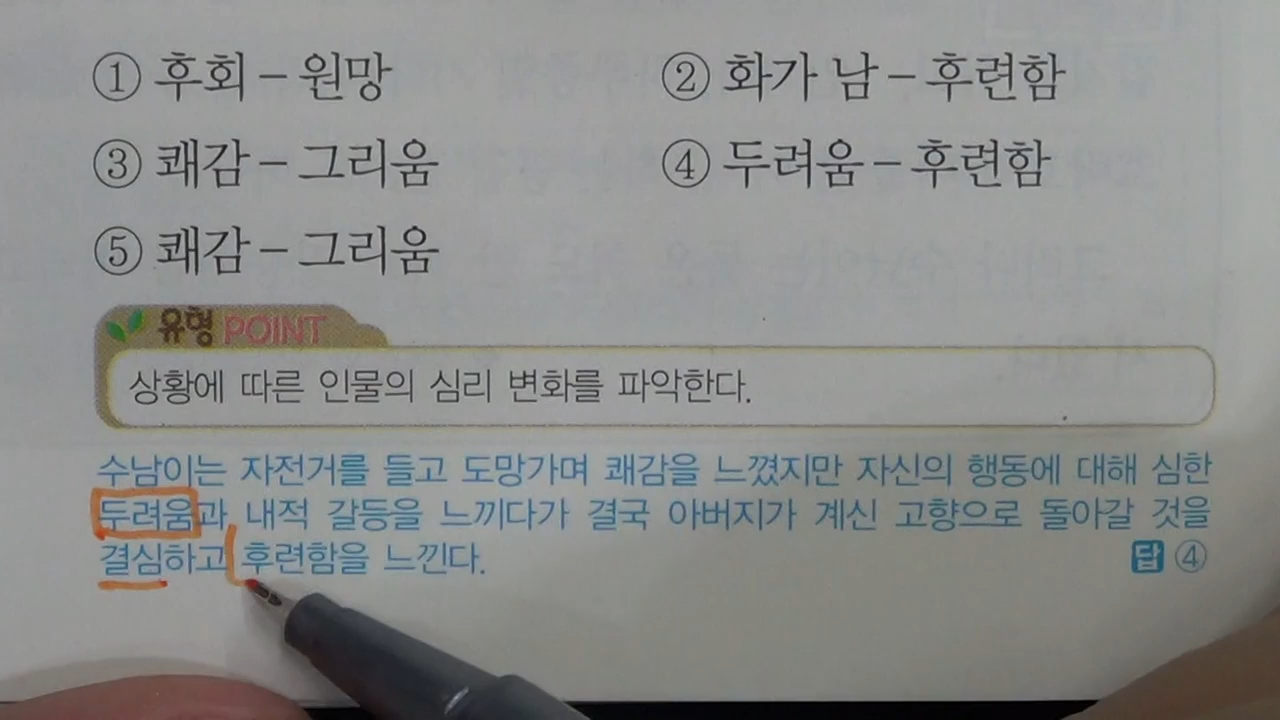 ① 후회 – 원망
② 화가 남 – 후련함
③ 쾌감 – 그리움
④ 두려움 – 후련함
⑤ 쾌감 – 그리움
유형 POINT
상황에 따른 인물의 심리 변화를 파악한다.
수남이는 자전거를 들고 도망가며 쾌감을 느꼈지만 자신의 행동에 대해 심한
두려움과 내적 갈등을 느끼다가 결국 아버지가 계신 고향으로 돌아갈 것을
결심하고 후련함을 느낀다.
답 ④